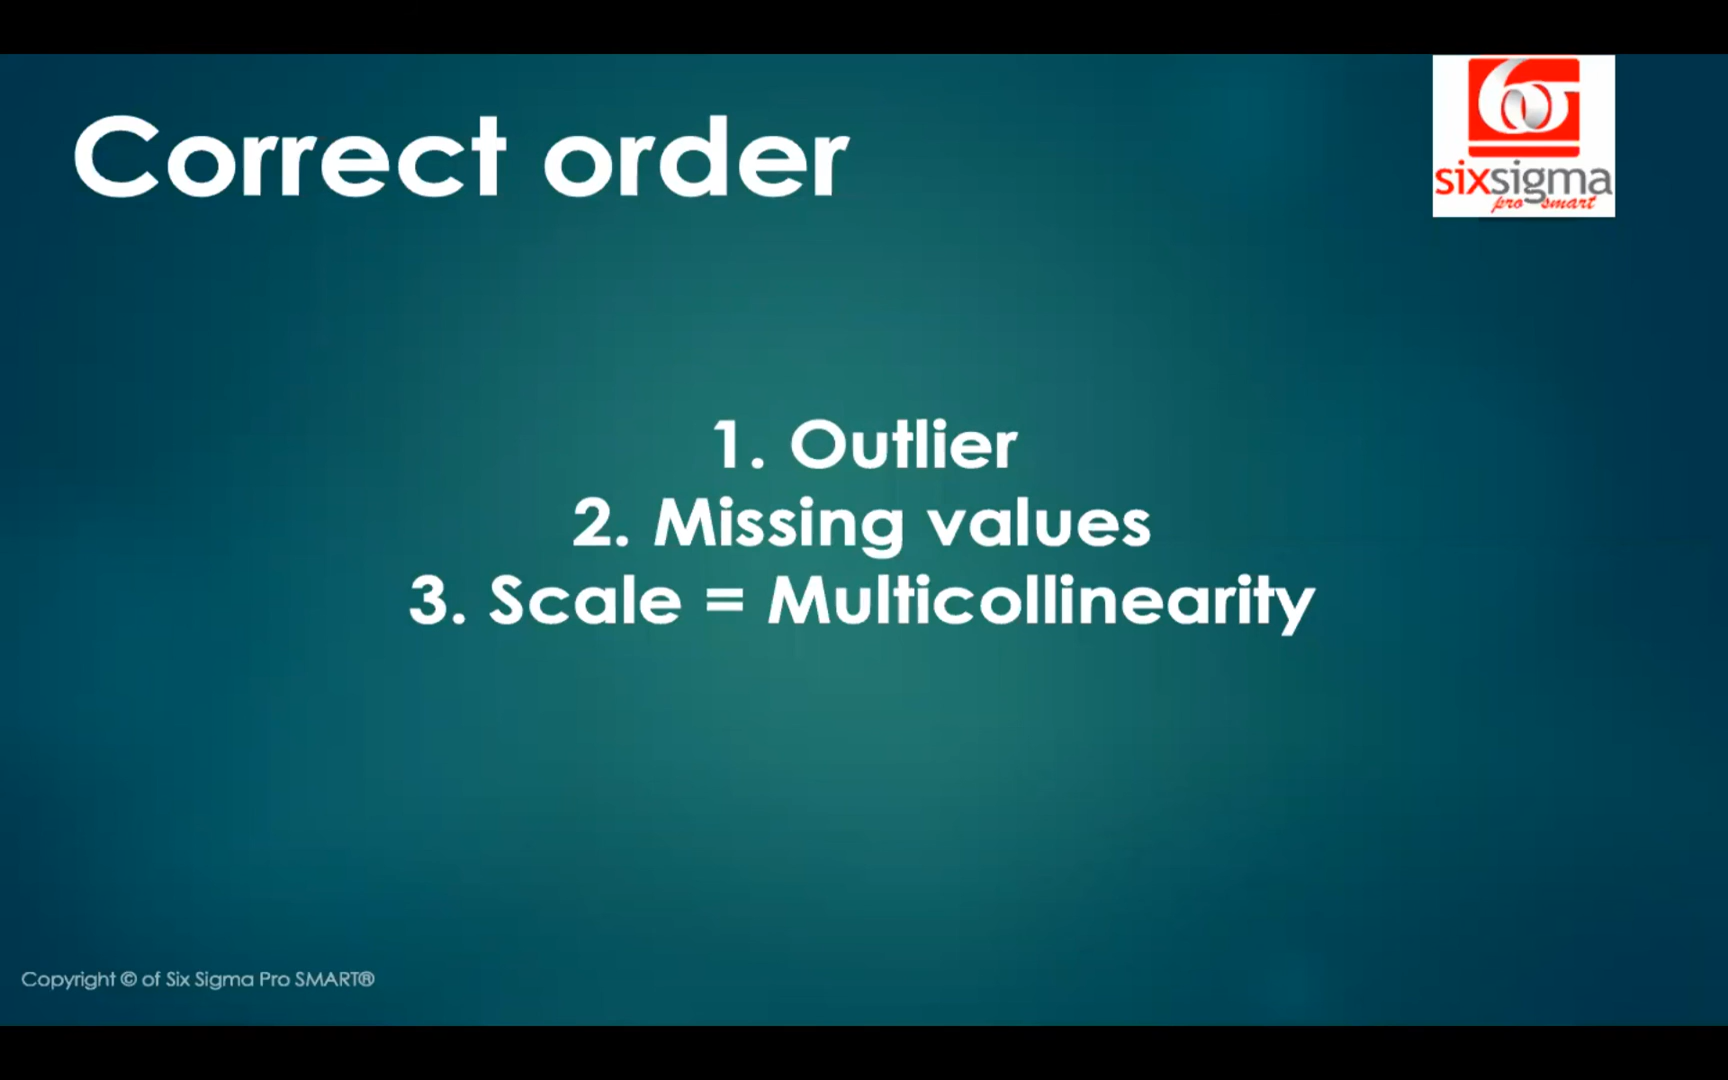 Correct order
6σ
sixsigma
pro smart
1. Outlier
2. Missing values
3. Scale = Multicollinearity
Copyright © of Six Sigma Pro SMART®